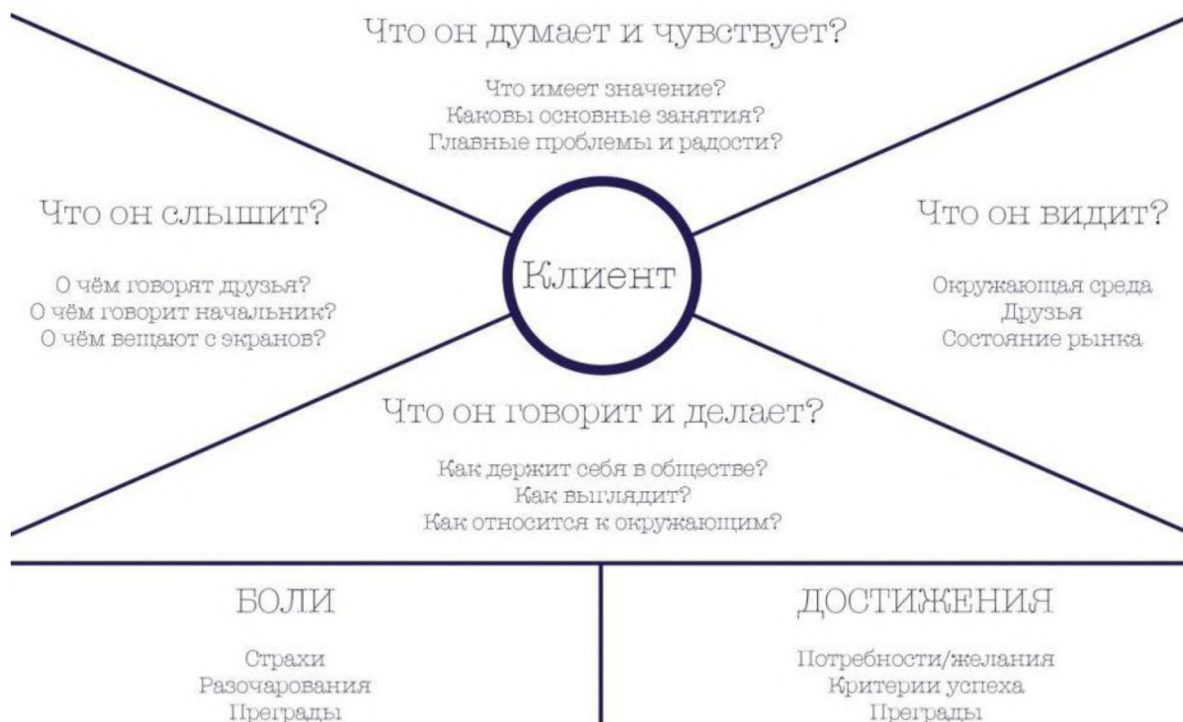 Что он думает и чувствует?
Что имеет значение?
Каковы основные занятия?
Главные проблемы и радости?
Что он слышит?
О чём говорят друзья?
О чём говорит начальник?
О чём вещают с экранов?
Клиент
Что он видит?
Окружающая среда
Друзья
Состояние рынка
Что он говорит и делает?
Как держит себя в обществе?
Как выглядит?
Как относится к окружающим?
БОЛИ
Страхи
Разочарования
Преграды
ДОСТИЖЕНИЯ
Потребности/желания
Критерии успеха
Преграды